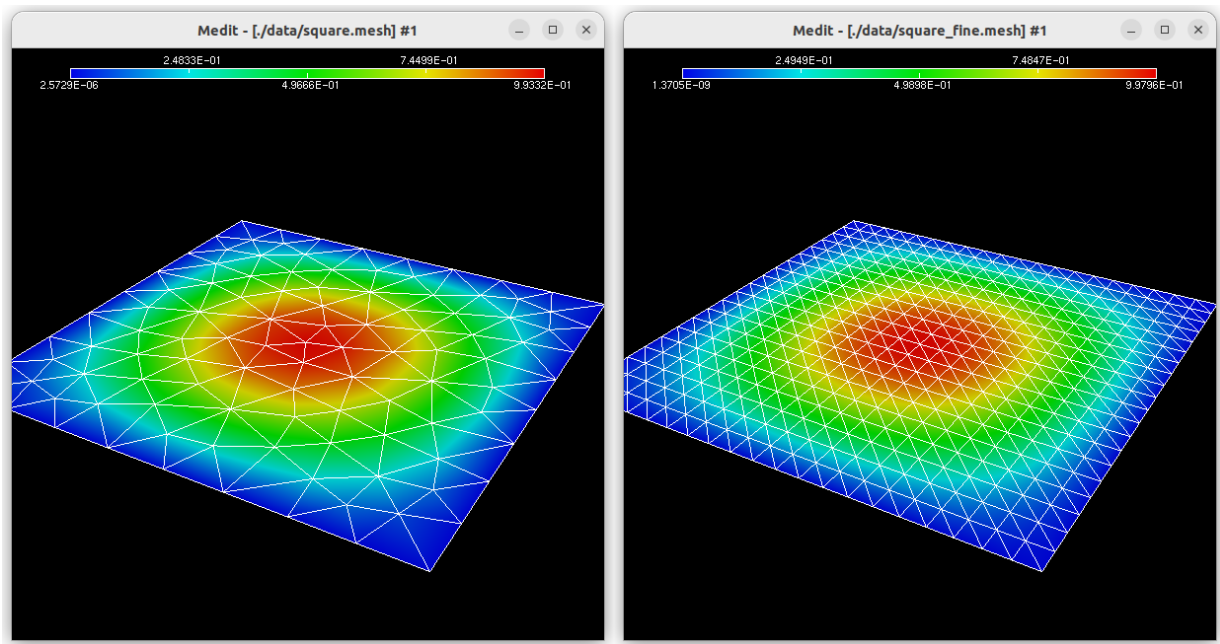 Medit - [./data/square.mesh] #1
2.4833E-01 7.4499E-01
2.5729E-06 4.9666E-01 9.9332E-01
Medit - [./data/square_fine.mesh] #1
2.4949E-01 7.4847E-01
1.3705E-09 4.9898E-01 9.9796E-01